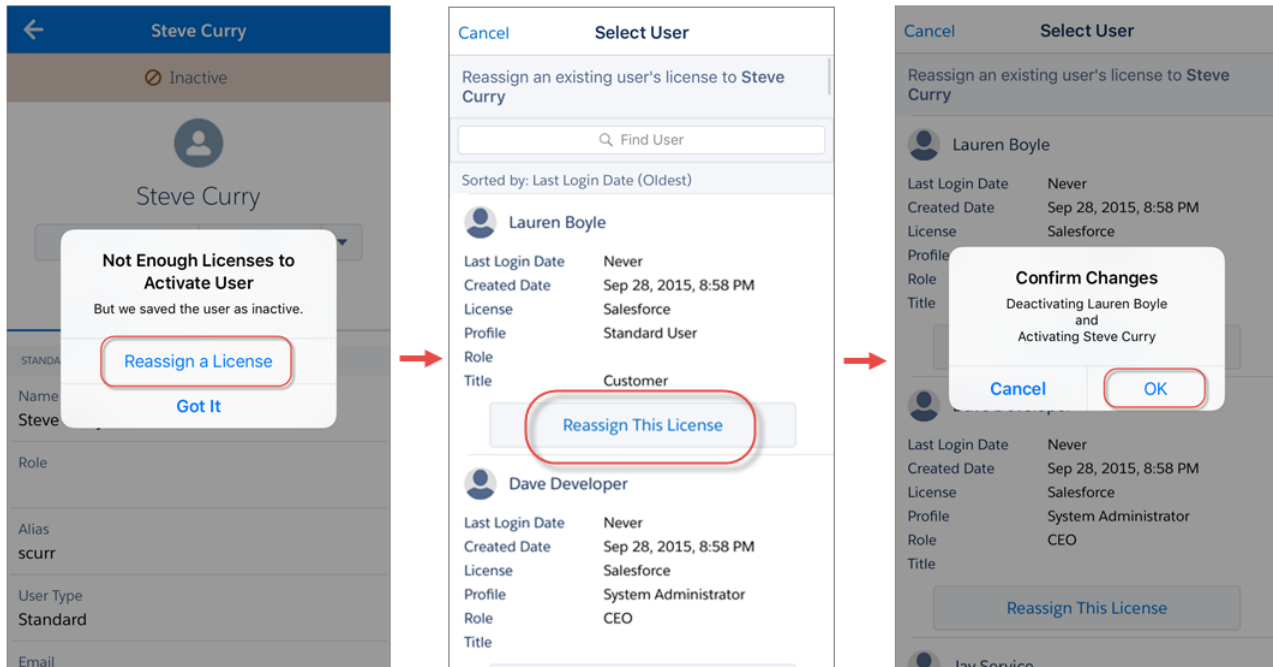 Steve Curry
Inactive
Steve Curry
Not Enough Licenses to
Activate User
But we saved the user as inactive.
Reassign a License
Got It
STANDA
Name
Steve
Role
Alias
scurr
User Type
Standard
Email
Cancel Select User
Reassign an existing user's license to Steve
Curry
Find User
Sorted by: Last Login Date (Oldest)
Lauren Boyle
Last Login Date Never
Created Date Sep 28, 2015, 8:58 PM
License Salesforce
Profile Standard User
Role
Title Customer
Reassign This License
Dave Developer
Last Login Date Never
Created Date Sep 28, 2015, 8:58 PM
License Salesforce
Profile System Administrator
Role CEO
Title
Cancel Select User
Reassign an existing user's license to Steve
Curry
Lauren Boyle
Last Login Date Never
Created Date Sep 28, 2015, 8:58 PM
License Salesforce
Profile
Role
Title
Confirm Changes
Deactivating Lauren Boyle
and
Activating Steve Curry
Cancel OK
Last Login Date Never
Created Date Sep 28, 2015, 8:58 PM
License Salesforce
Profile System Administrator
Role CEO
Title
Reassign This License
Jay Service